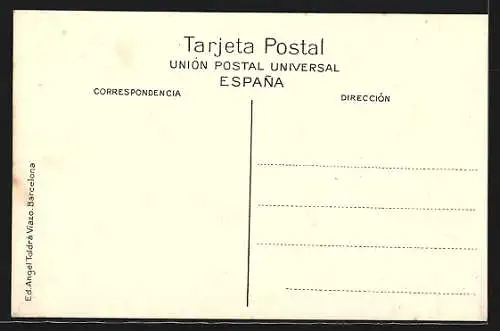 Tarjeta Postal
UNIÓN POSTAL UNIVERSAL
ESPAÑA
CORRESPONDENCIA
DIRECCIÓN
Ed. Angel Toldrá Viazo. Barcelona